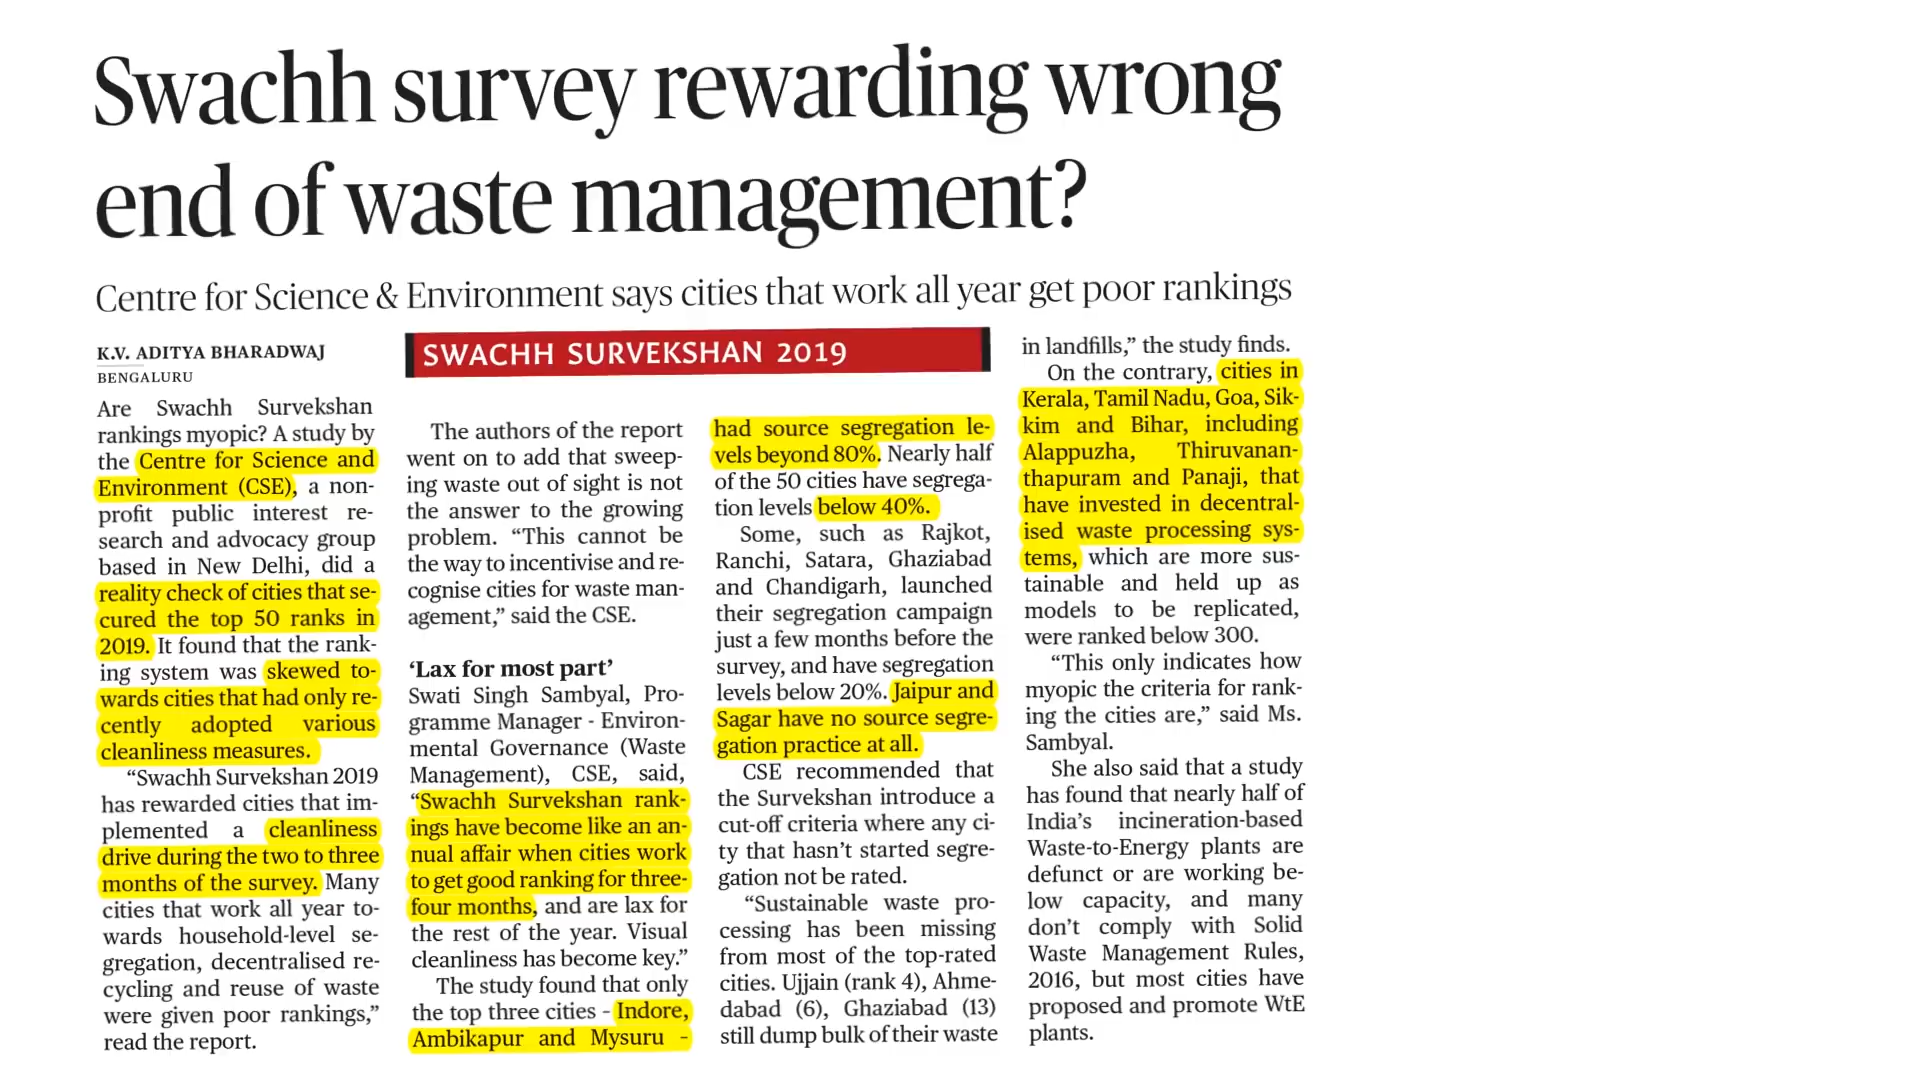 Swachh survey rewarding wrong
end of waste management?
Centre for Science & Environment says cities that work all year get poor rankings
K.V. ADITYA BHARADWAJ
BENGALURU
Are Swachh Survekshan
rankings myopic? A study by
the Centre for Science and
Environment (CSE), a non-
profit public interest re-
search and advocacy group
based in New Delhi, did a
reality check of cities that se-
cured the top 50 ranks in
2019. It found that the rank-
ing system was skewed to-
wards cities that had only re-
cently adopted various
cleanliness measures.
“Swachh Survekshan 2019
has rewarded cities that im-
plemented a cleanliness
drive during the two to three
months of the survey. Many
cities that work all year to-
wards household-level se-
gregation, decentralised re-
cycling and reuse of waste
were given poor rankings,”
read the report.
SWACHH SURVEKSHAN 2019
The authors of the report
went on to add that sweep-
ing waste out of sight is not
the answer to the growing
problem. “This cannot be
the way to incentivise and re-
cognise cities for waste man-
agement,” said the CSE.
‘Lax for most part’
Swati Singh Sambyal, Pro-
gramme Manager - Environ-
mental Governance (Waste
Management), CSE, said,
“Swachh Survekshan rank-
ings have become like an an-
nual affair when cities work
to get good ranking for three-
four months, and are lax for
the rest of the year. Visual
cleanliness has become key.”
The study found that only
the top three cities - Indore,
Ambikapur and Mysuru -
had source segregation le-
vels beyond 80%. Nearly half
of the 50 cities have segrega-
tion levels below 40%.
Some, such as Rajkot,
Ranchi, Satara, Ghaziabad
and Chandigarh, launched
their segregation campaign
just a few months before the
survey, and have segregation
levels below 20%. Jaipur and
Sagar have no source segre-
gation practice at all.
CSE recommended that
the Survekshan introduce a
cut-off criteria where any ci-
ty that hasn’t started segre-
gation not be rated.
“Sustainable waste pro-
cessing has been missing
from most of the top-rated
cities. Ujjain (rank 4), Ahme-
dabad (6), Ghaziabad (13)
still dump bulk of their waste
in landfills,” the study finds.
On the contrary, cities in
Kerala, Tamil Nadu, Goa, Sik-
kim and Bihar, including
Alappuzha, Thiruvanan-
thapuram and Panaji, that
have invested in decentral-
ised waste processing sys-
tems, which are more sus-
tainable and held up as
models to be replicated,
were ranked below 300.
“This only indicates how
myopic the criteria for rank-
ing the cities are,” said Ms.
Sambyal.
She also said that a study
has found that nearly half of
India’s incineration-based
Waste-to-Energy plants are
defunct or are working be-
low capacity, and many
don’t comply with Solid
Waste Management Rules,
2016, but most cities have
proposed and promote WtE
plants.